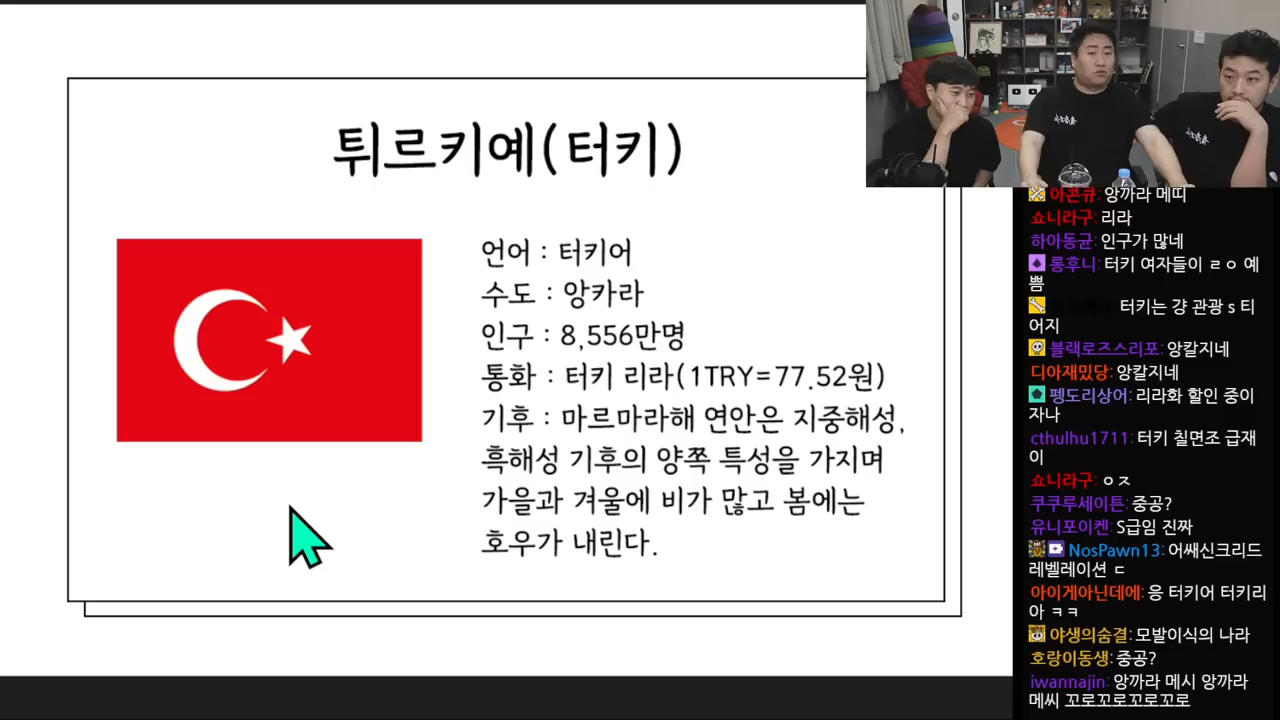 튀르키예(터키)
언어 : 터키어
수도 : 앙카라
인구 : 8,556만명
통화 : 터키 리라(1TRY=77.52원)
기후 : 마르마라해 연안은 지중해성,
흑해성 기후의 양쪽 특성을 가지며
가을과 겨울에 비가 많고 봄에는
호우가 내린다.
아콘큐: 앙까라 메띠
쇼니라구: 리라
하아동균: 인구가 많네
롱후니: 터키 여자들이 ㄹㅇ 예
쁨
터키는 걍 관광 s 티
어지
블랙로즈스리포: 앙칼지네
디아재밌당: 앙칼지네
펭도리상어: 리라화 할인 중이
자나
cthulhu1711: 터키 칠면조 급재
이
쇼니라구: ㅇㅈ
쿠쿠루세이튼: 중공?
유니포이켄: S급임 진짜
NosPawn13: 어쌔신크리드
레벨레이션 ㄷ
아이게아닌데에: 응 터키어 터키리
아 ㅋㅋ
야생의숨결: 모발이식의 나라
호랑이동생: 중공?
iwannajin: 앙까라 메시 앙까라
메씨 꼬로꼬로꼬로꼬로